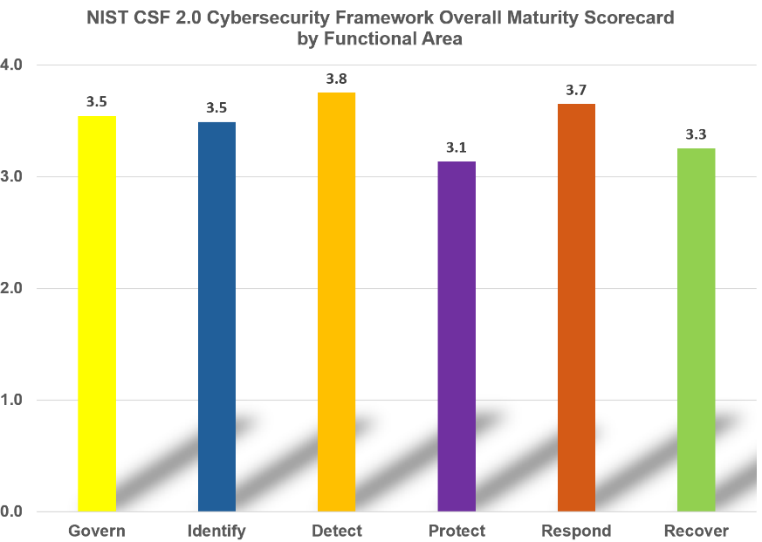 NIST CSF 2.0 Cybersecurity Framework Overall Maturity Scorecard
by Functional Area
4.0
3.0
2.0
1.0
0.0
3.5
3.5
3.8
3.1
3.7
3.3
Govern
Identify
Detect
Protect
Respond
Recover